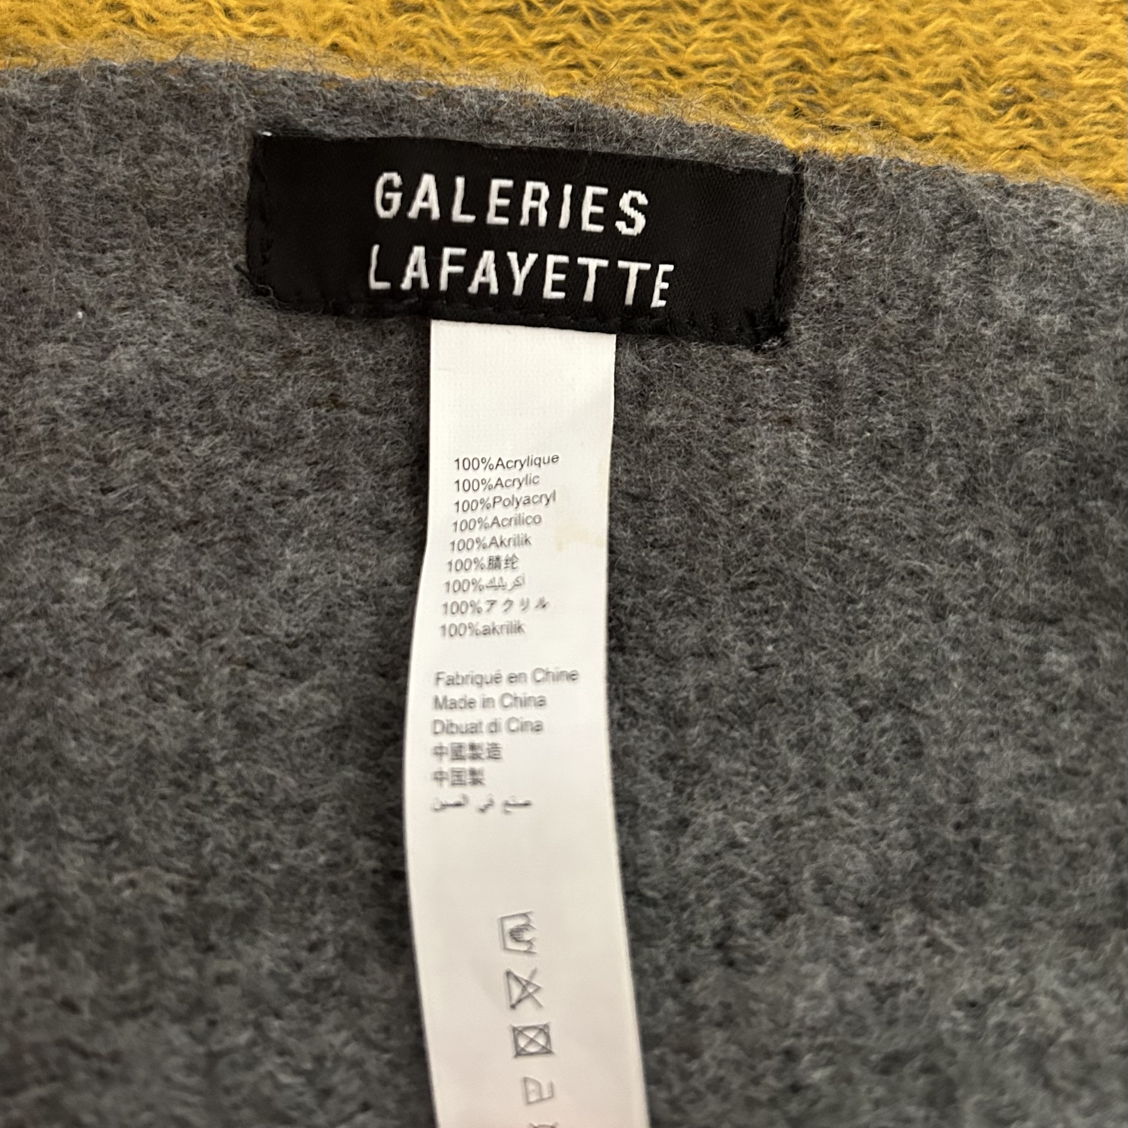 GALERIES
LAFAYETTE
100%Acrylique
100%Acrylic
100%Polyacryl
100%Acrilico
100%Akrilik
100%腈纶
100%اكريليك
100%アクリル
100%akrilik
Fabriqué en Chine
Made in China
Dibuat di Cina
中國製造
中国製
صنع في الصين